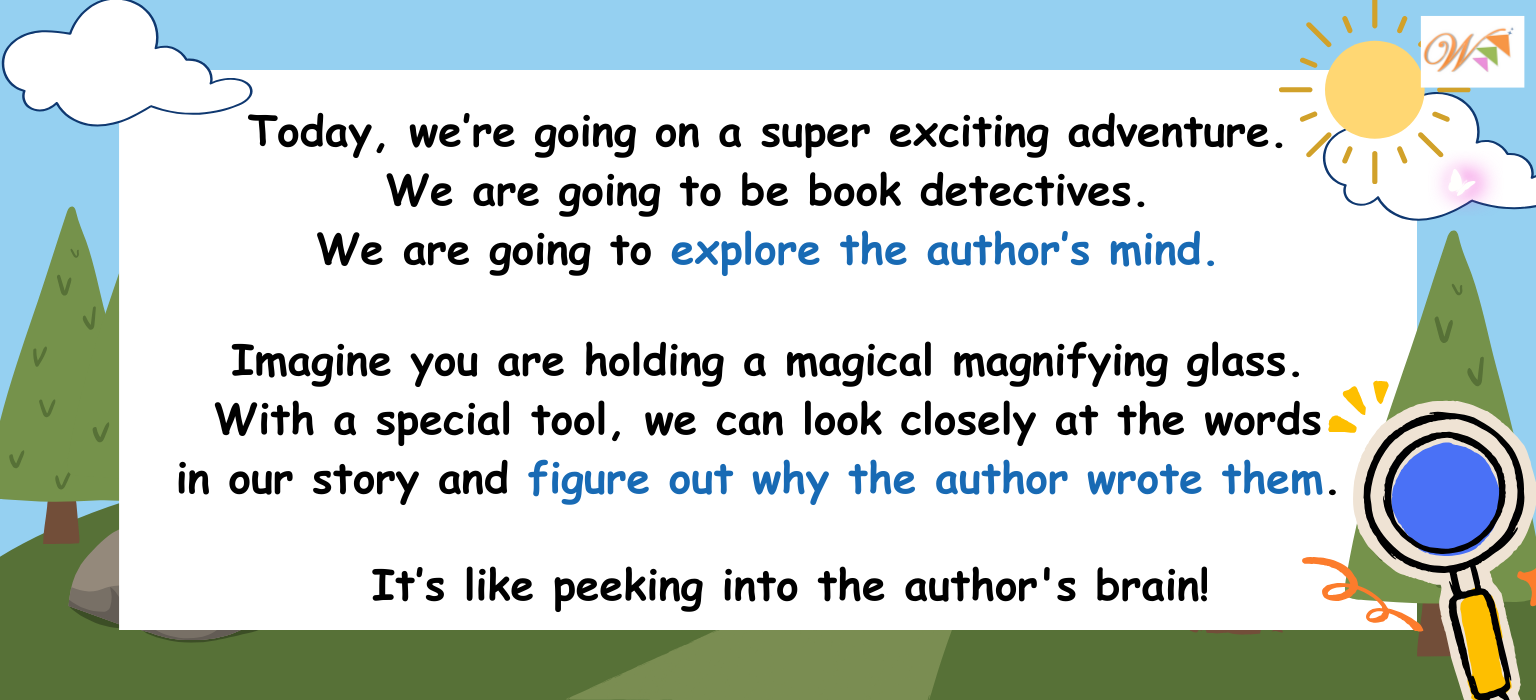 W
Today, we're going on a super exciting adventure.
We are going to be book detectives.
We are going to explore the author's mind.
Imagine you are holding a magical magnifying glass.
With a special tool, we can look closely at the words
in our story and figure out why the author wrote them.
It's like peeking into the author's brain!